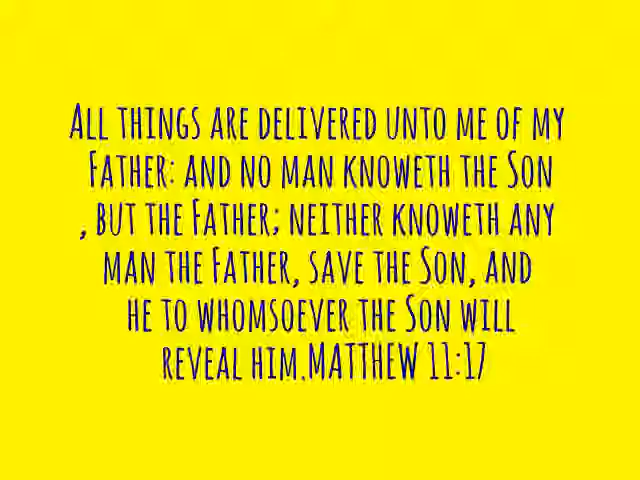 All things are delivered unto me of my
Father: and no man knoweth the Son
, but the Father; neither knoweth any
man the Father, save the Son, and
he to whomsoever the Son will
reveal him.MATTHEW 11:17